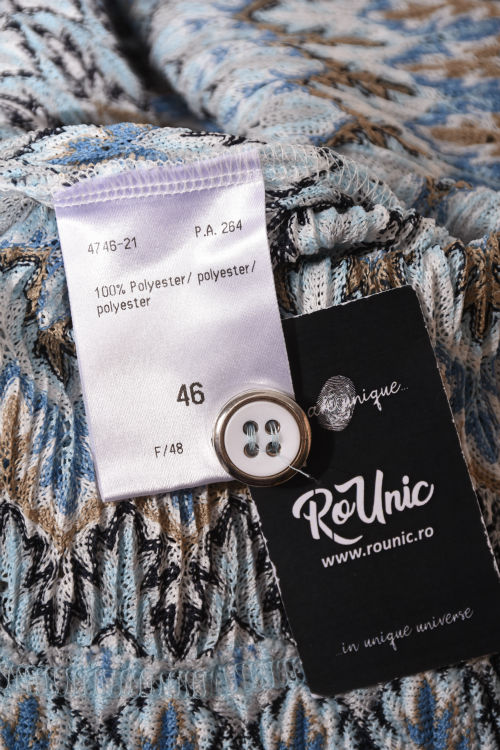 4746-21 P.A. 264
100% Polyester/ polyester/
polyester
46
F/48
unique...
RoUnic
www.rounic.ro
...in unique universe